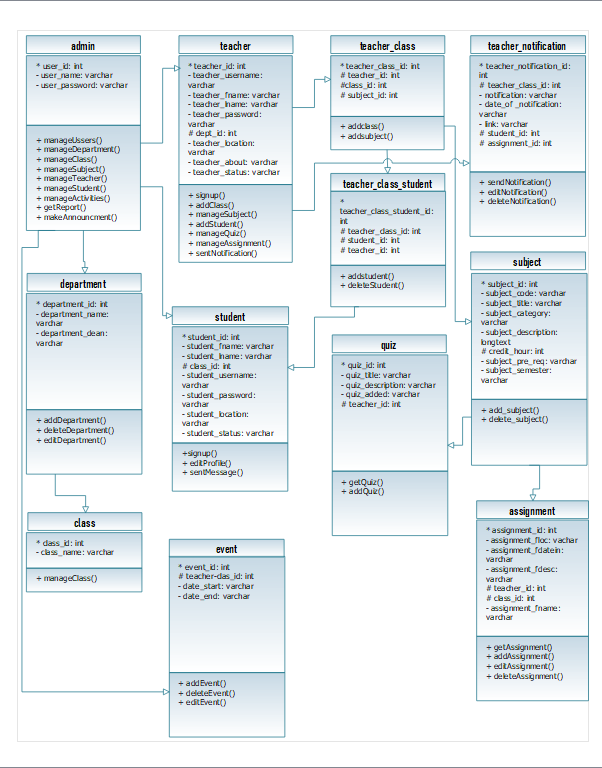 admin
* user_id: int
- user_name: varchar
- user_password: varchar
+ manageUssers()
+ manageDepartment()
+ manageClass()
+ manageSubject()
+ manageTeacher()
+ manageStudent()
+ manageActivities()
+ getReport()
+ makeAnnouncment()
teacher
* teacher_id: int
- teacher_username:
varchar
- teacher_fname: varchar
- teacher_lname: varchar
- teacher_password:
varchar
# dept_id: int
- teacher_location:
varchar
- teacher_about: varchar
- teacher_status: varchar
+ signup()
+ addClass()
+ manageSubject()
+ addStudent()
+ manageQuiz()
+ manageAssignment()
+ sentNotification()
teacher_class
* teacher_class_id: int
# teacher_id: int
#class_id: int
# subject_id: int
+ addclass()
+ addsubject()
teacher_notification
* teacher_notification_id:
int
# teacher_class_id: int
- notification: varchar
- date_of _notification:
varchar
- link: varchar
# student_id: int
# assignment_id: int
+ sendNotification()
+ editNotification()
+ deleteNotification()
teacher_class_student
*
teacher_class_student_id:
int
# teacher_class_id: int
# student_id: int
# teacher_id: int
+ addstudent()
+ deleteStudent()
subject
* subject_id: int
- subject_code: varchar
- subject_title: varchar
- subject_category:
varchar
- subject_description:
longtext
# credit_hour: int
- subject_pre_req: varchar
- subject_semester:
varchar
+ add_subject()
+ delete_subject()
department
* department_id: int
- department_name:
varchar
- department_dean:
varchar
+ addDepartment()
+ deleteDepartment()
+ editDepartment()
student
* student_id: int
- student_fname: varchar
- student_lname: varchar
# class_id: int
- student_username:
varchar
- student_password:
varchar
- student_location:
varchar
- student_status: varchar
+signup()
+ editProfile()
+ sentMessage()
quiz
* quiz_id: int
- quiz_title: varchar
- quiz_description: varchar
- quiz_added: varchar
# teacher_id: int
+ getQuiz()
+ addQuiz()
class
* class_id: int
- class_name: varchar
+ manageClass()
event
* event_id: int
# teacher-clas_id: int
- date_start: varchar
- date_end: varchar
+ addEvent()
+ deleteEvent()
+ editEvent()
assignment
* assignment_id: int
- assignment_floc: varchar
- assignment_fdatein:
varchar
- assignment_fdesc:
varchar
# teacher_id: int
# class_id: int
- assignment_fname:
varchar
+ getAssignment()
+ addAssignment()
+ editAssignment()
+ deleteAssignment()